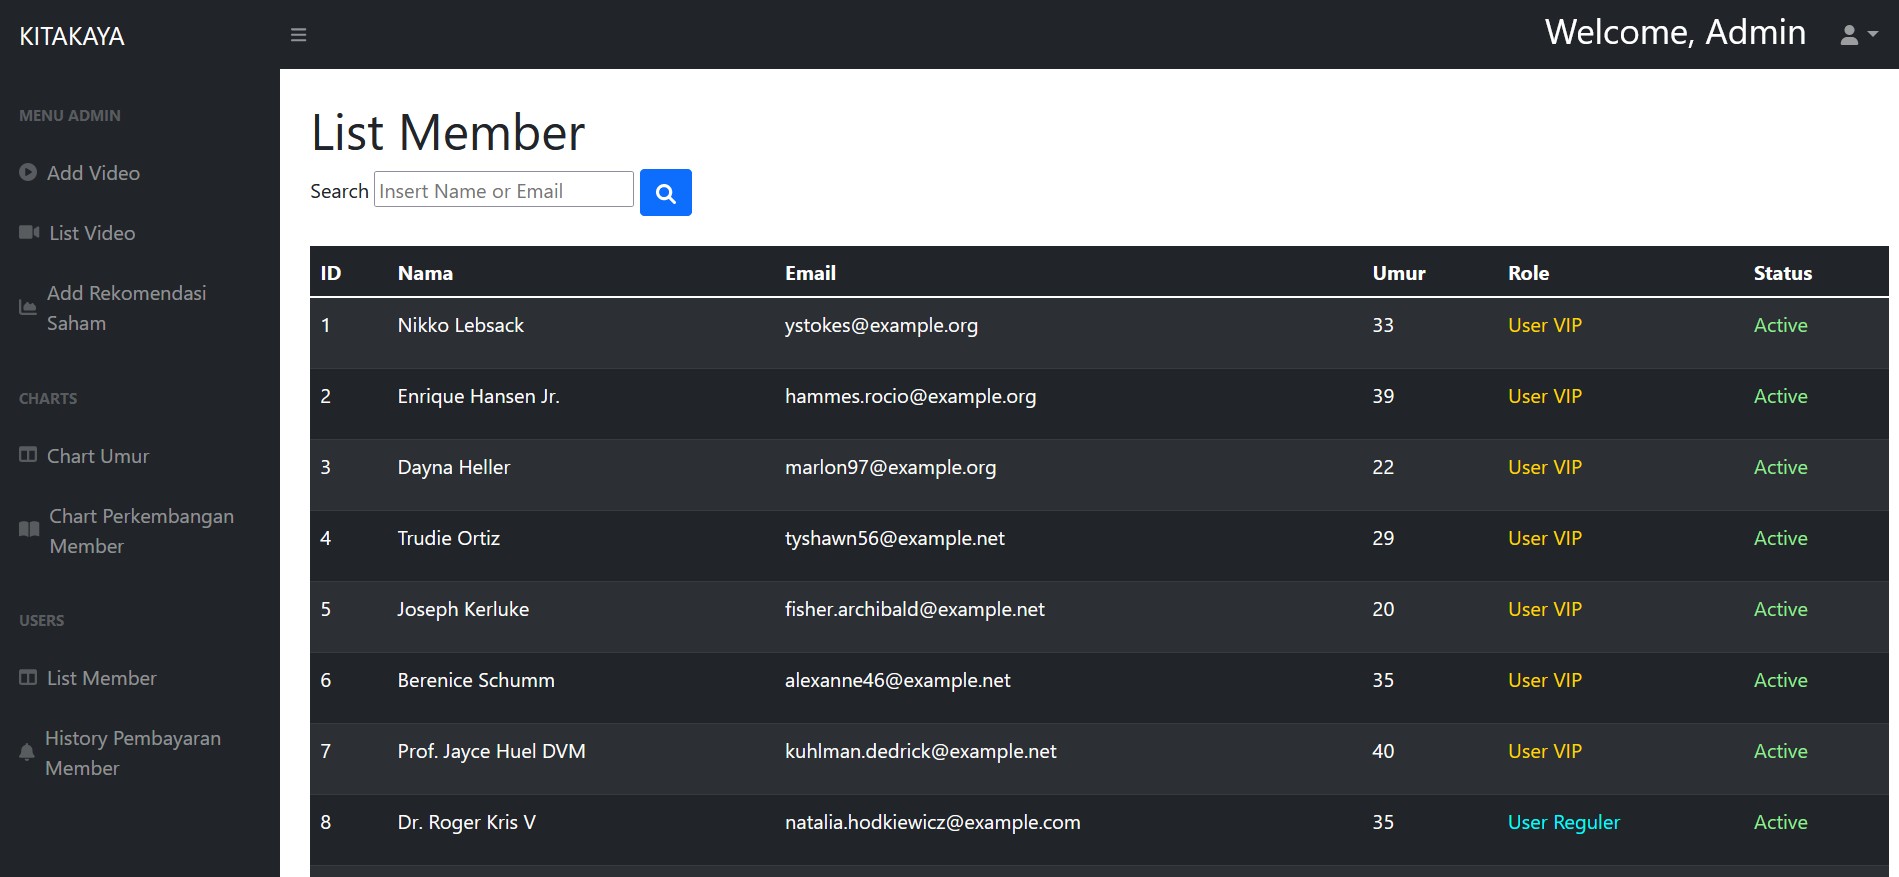 KITAKAYA
Welcome, Admin
MENU ADMIN
Add Video
List Video
Add Rekomendasi
Saham
CHARTS
Chart Umur
Chart Perkembangan
Member
USERS
List Member
History Pembayaran
Member
List Member
Search Insert Name or Email
ID Nama Email Umur Role Status
1 Nikko Lebsack ystokes@example.org 33 User VIP Active
2 Enrique Hansen Jr. hammes.rocio@example.org 39 User VIP Active
3 Dayna Heller marlon97@example.org 22 User VIP Active
4 Trudie Ortiz tyshawn56@example.net 29 User VIP Active
5 Joseph Kerluke fisher.archibald@example.net 20 User VIP Active
6 Berenice Schumm alexanne46@example.net 35 User VIP Active
7 Prof. Jayce Huel DVM kuhlman.dedrick@example.net 40 User VIP Active
8 Dr. Roger Kris V natalia.hodkiewicz@example.com 35 User Reguler Active